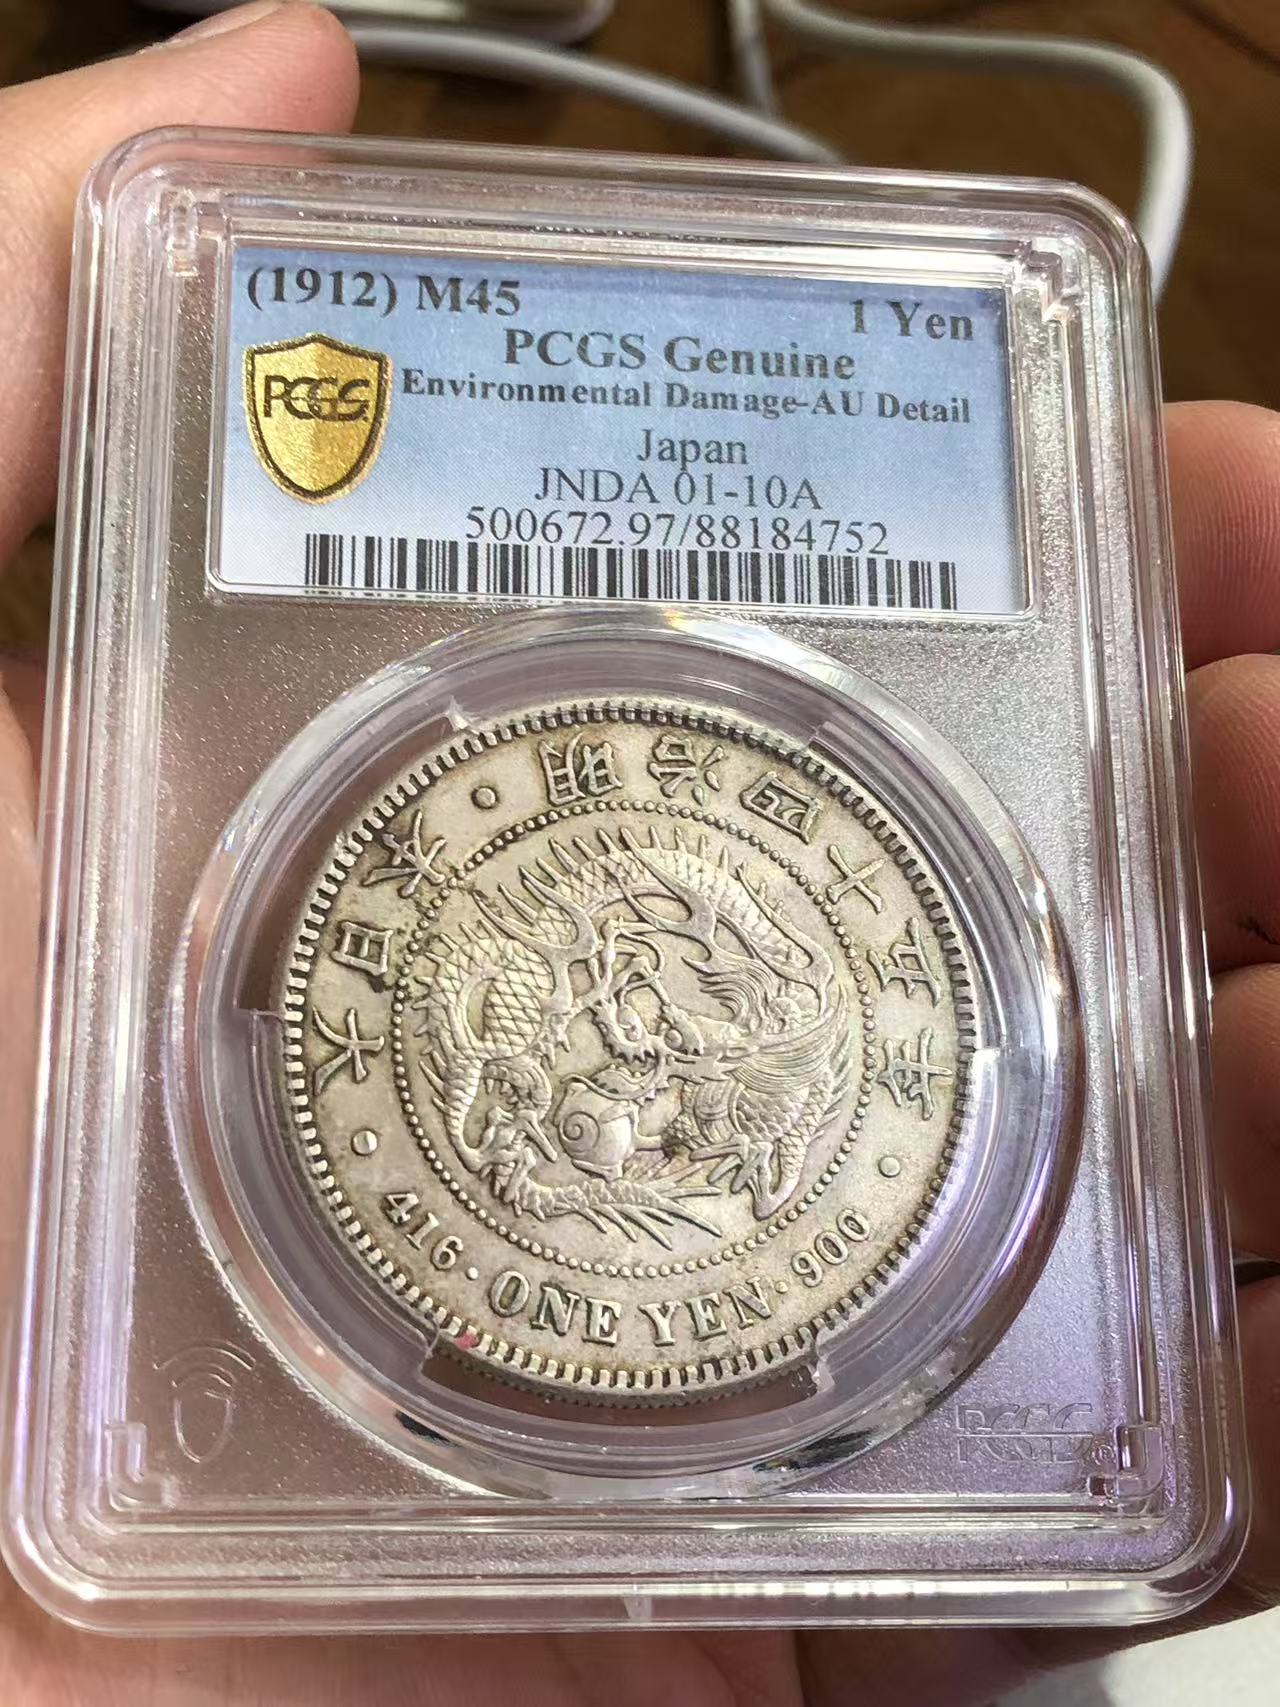 (1912) M45 1 Yen
PCGS Genuine
PCGS
Environmental Damage-AU Detail
Japan
JNDA 01-10A
500672.97/88184752
大日本・明治四十五年・
416・ONE YEN・900
PCGS®